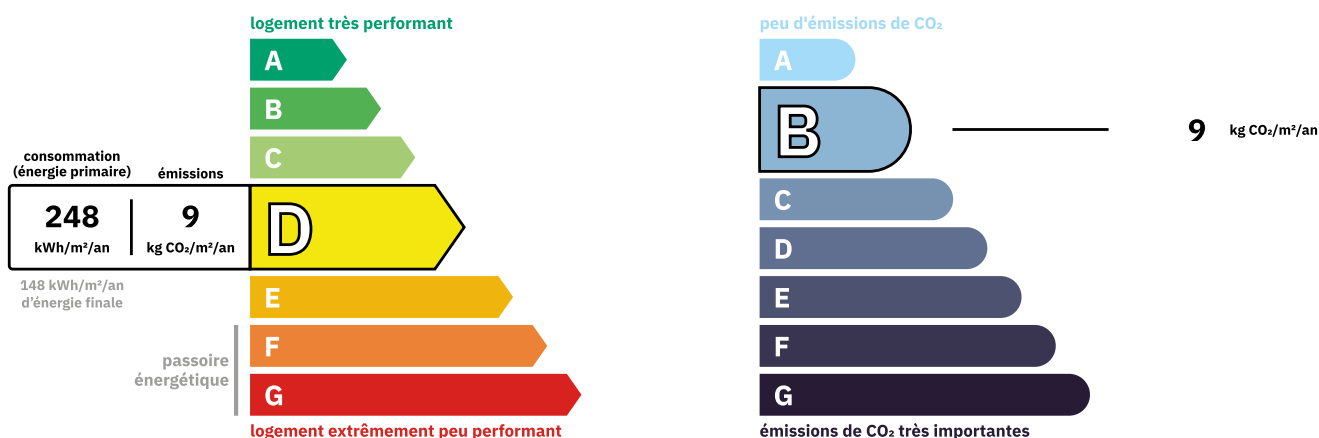 logement très performant
A
B
C
consommation
(énergie primaire)
émissions
248
kWh/m²/an
9
kg CO₂/m²/an
D
148 kWh/m²/an
d'énergie finale
E
passoire
énergétique
F
G
logement extrêmement peu performant
peu d'émissions de CO₂
A
B
9 kg CO₂/m²/an
C
D
E
F
G
émissions de CO₂ très importantes